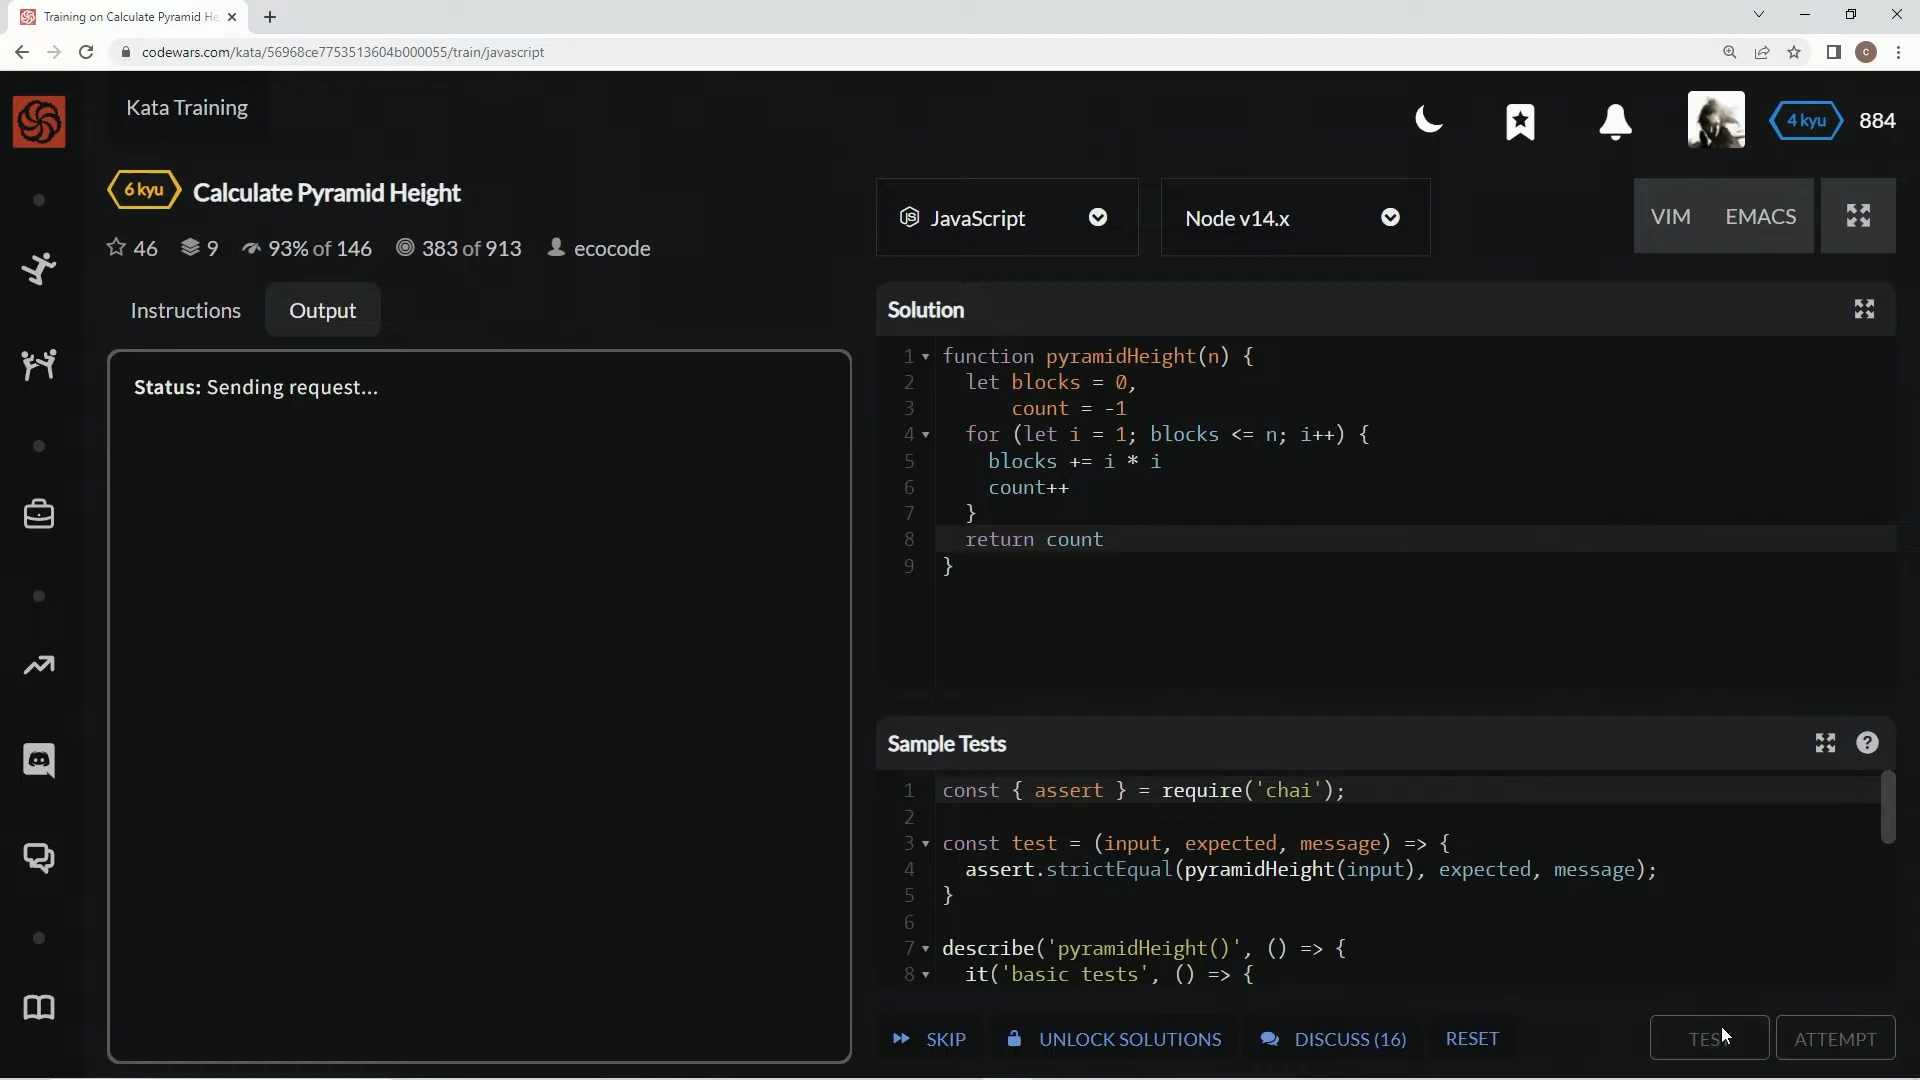 Training on Calculate Pyramid He
codewars.com/kata/56968ce7753513604b000055/train/javascript
C
Kata Training
4 kyu
884
6 kyu
Calculate Pyramid Height
46
9
93% of 146
383 of 913
ecocode
JS JavaScript
Node v14.x
VIM
EMACS
Instructions
Output
Status: Sending request...
Solution
1 function pyramidHeight(n) {
2 let blocks = 0,
3 count = -1
4 for (let i = 1; blocks <= n; i++) {
5 blocks += i * i
6 count++
7 }
8 return count
9 }
Sample Tests
?
1 const { assert } = require('chai');
2
3 const test = (input, expected, message) => {
4 assert.strictEqual(pyramidHeight(input), expected, message);
5 }
6
7 describe('pyramidHeight()', () => {
8 it('basic tests', () => {
SKIP
UNLOCK SOLUTIONS
DISCUSS (16)
RESET
TES
ATTEMPT